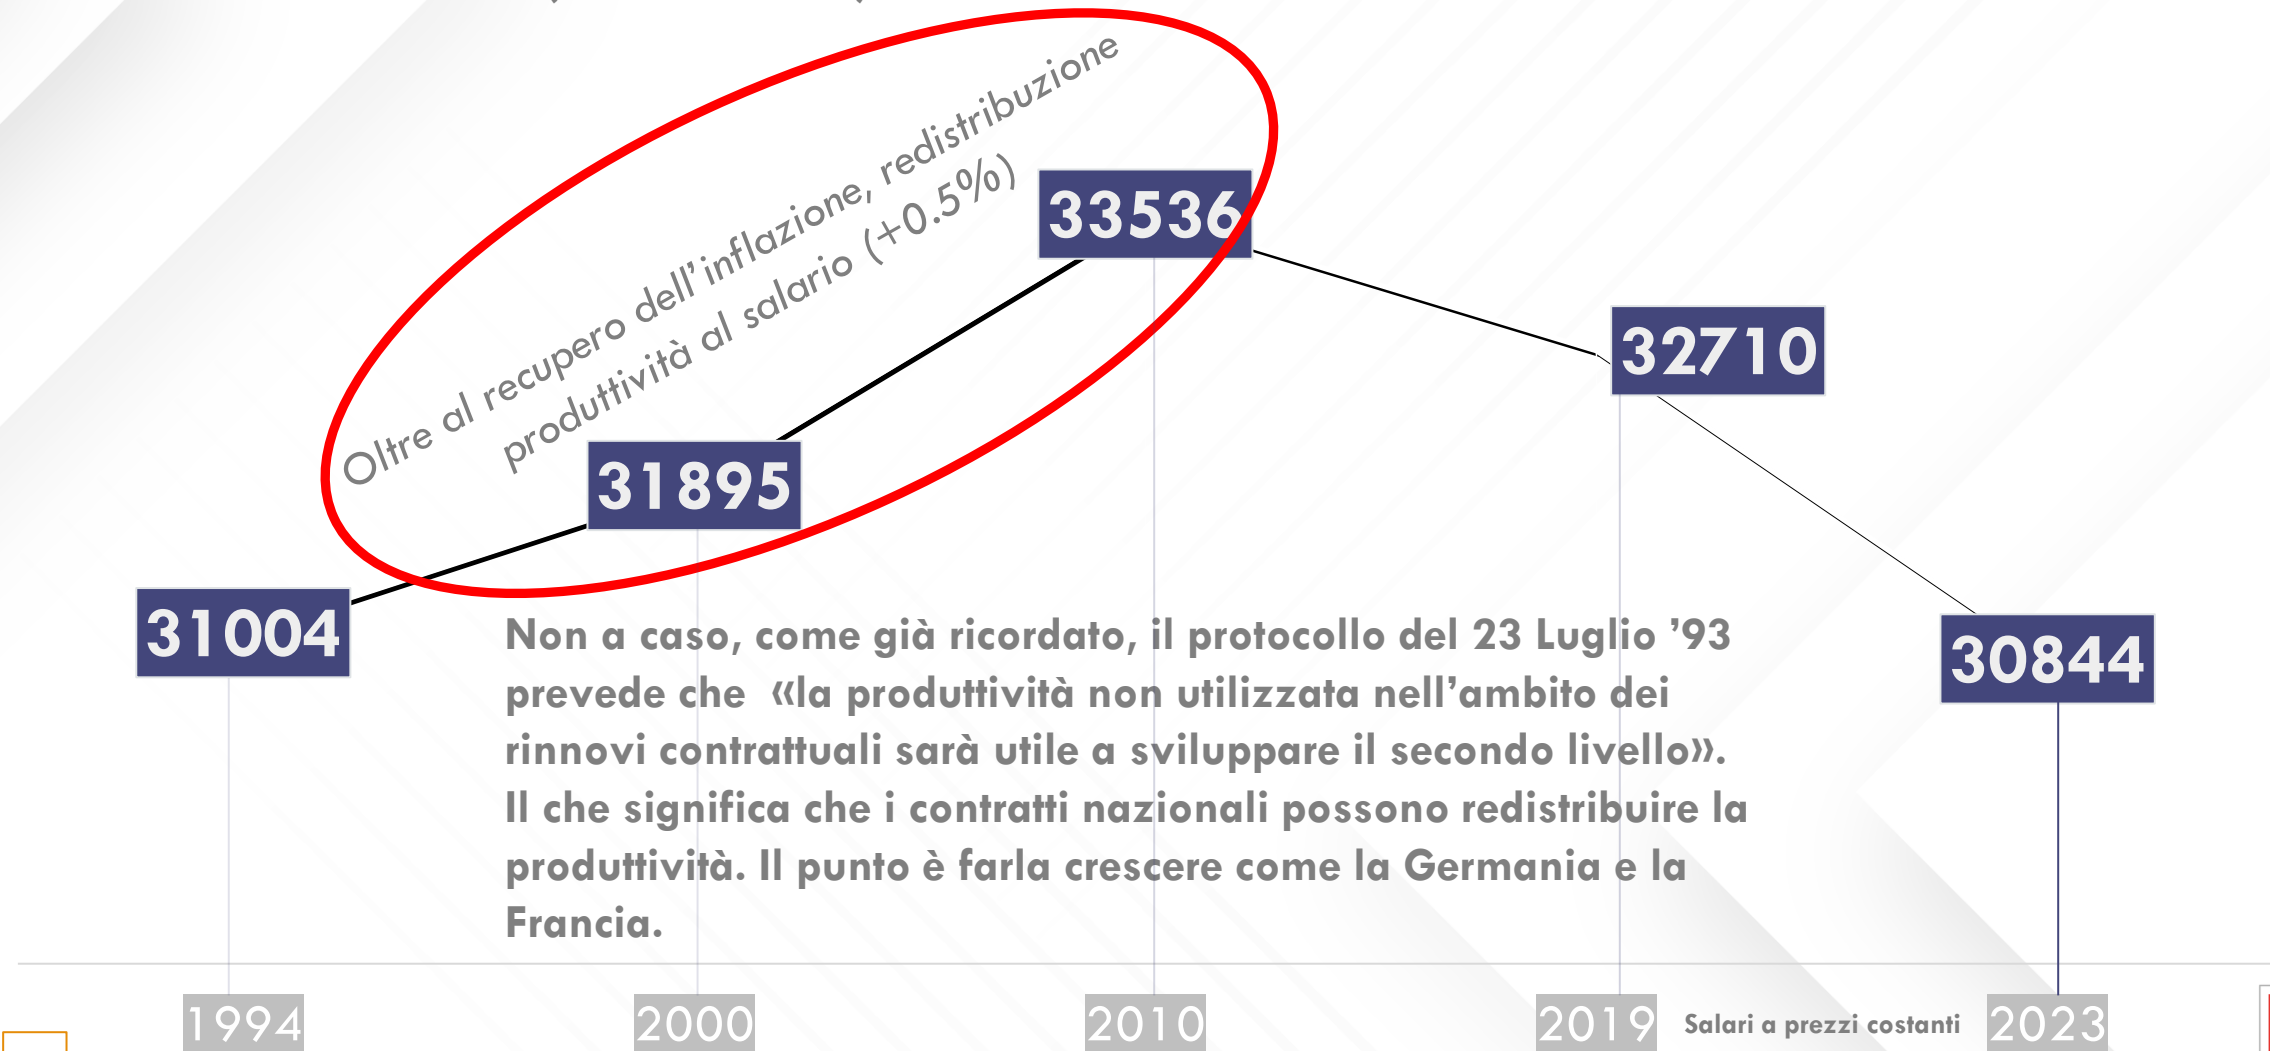 Oltre al recupero dell'inflazione, redistribuzione
produttività al salario (+0.5%)
33536
32710
31895
31004
30844
Non a caso, come già ricordato, il protocollo del 23 Luglio ’93
prevede che «la produttività non utilizzata nell’ambito dei
rinnovi contrattuali sarà utile a sviluppare il secondo livello».
Il che significa che i contratti nazionali possono redistribuire la
produttività. Il punto è farla crescere come la Germania e la
Francia.
1994
2000
2010
2019
Salari a prezzi costanti
2023